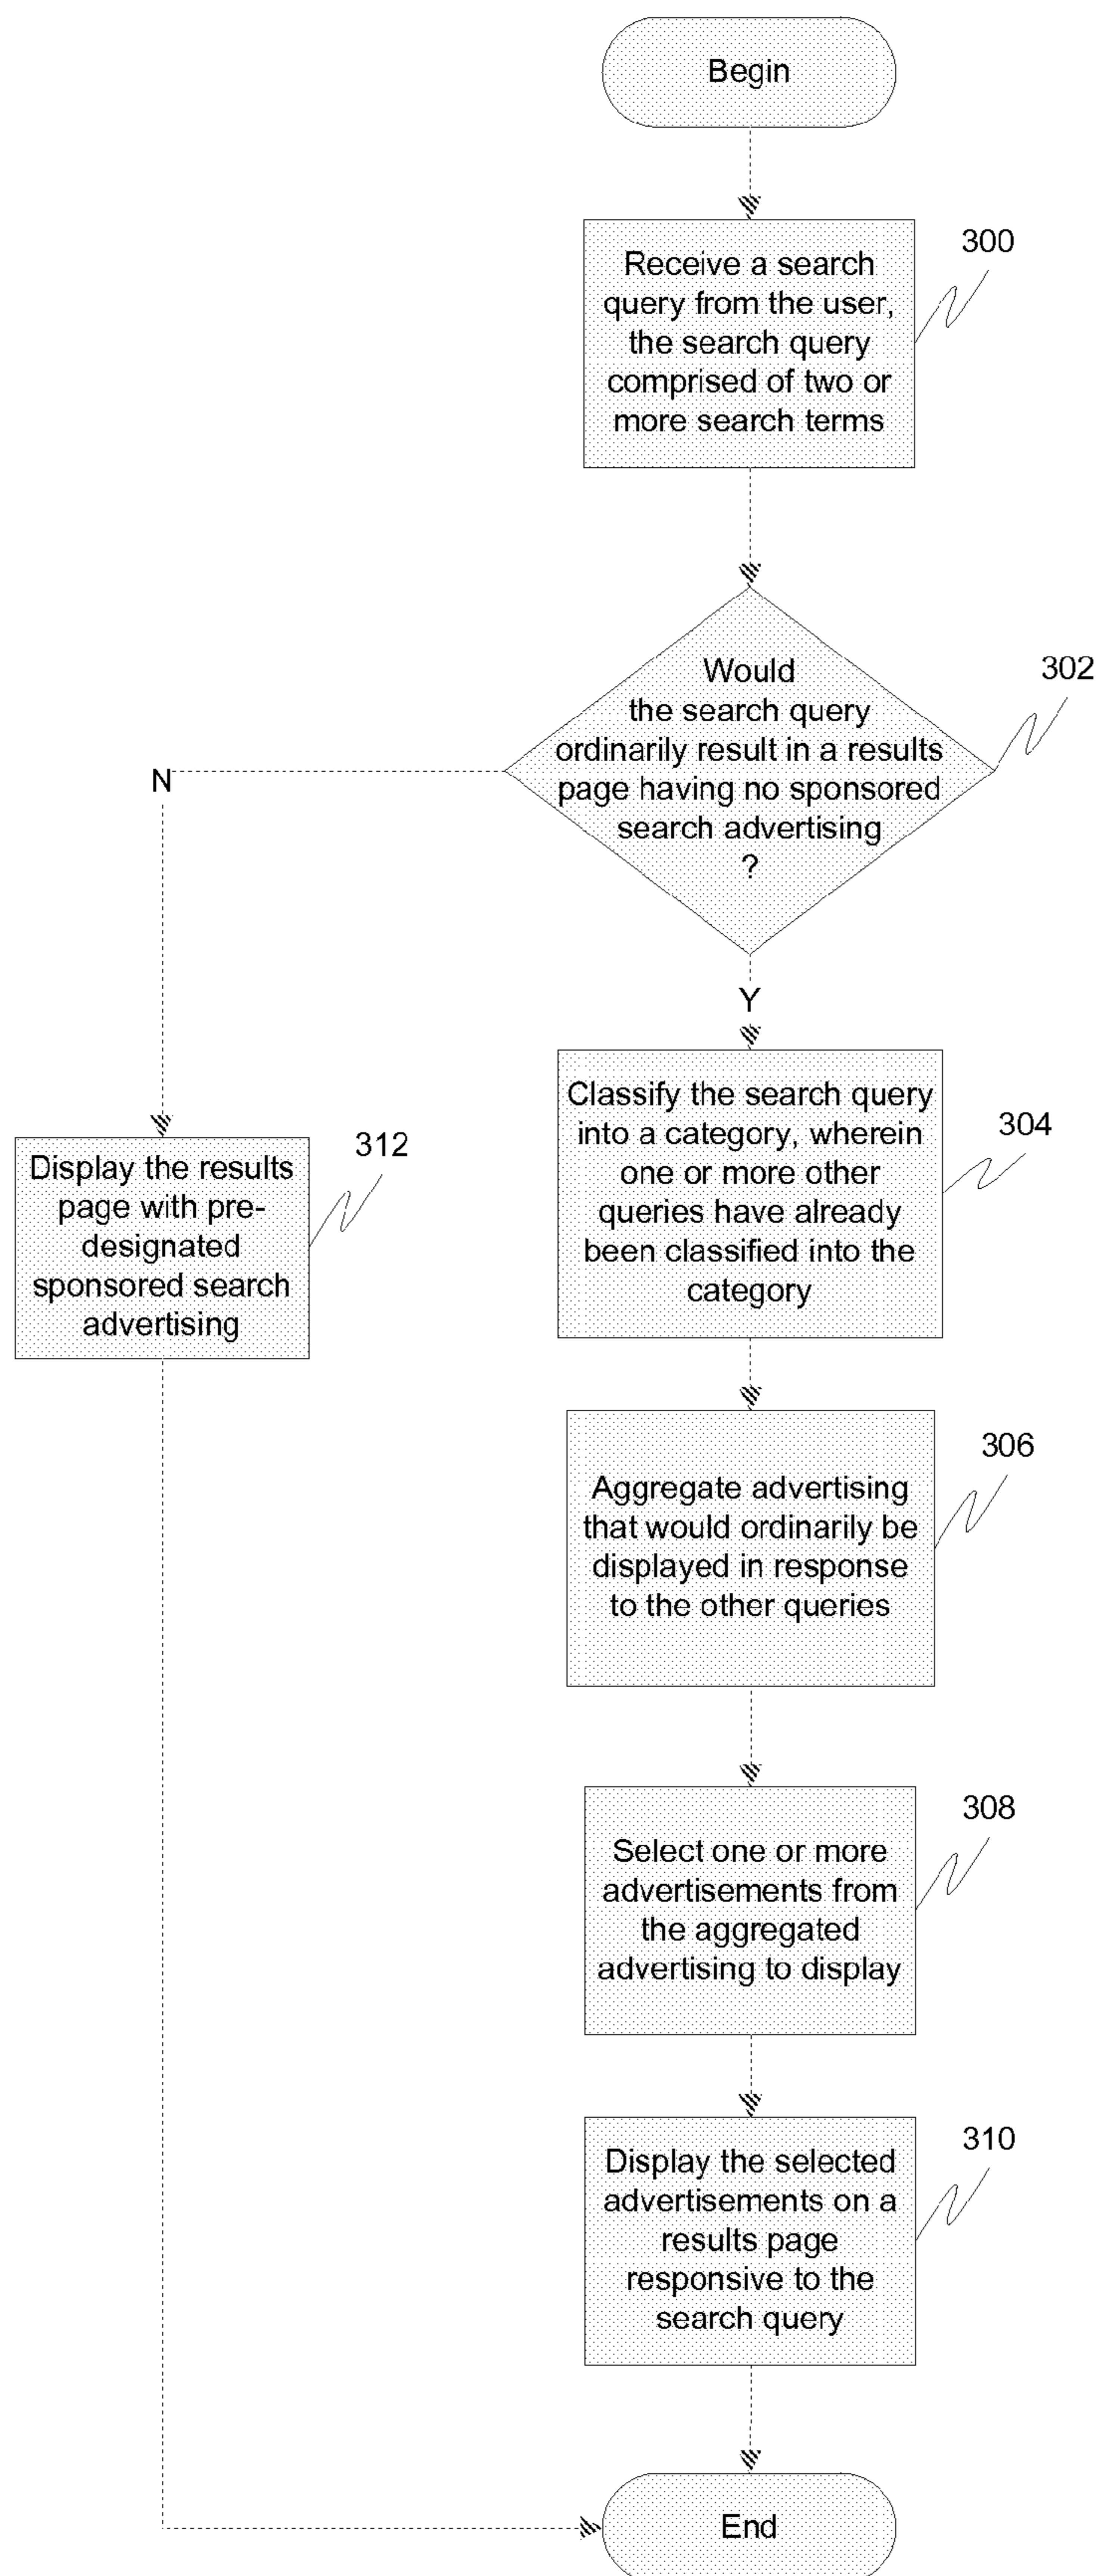 Begin
300
Receive a search
query from the user,
the search query
comprised of two or
more search terms
302
Would
the search query
ordinarily result in a results
page having no sponsored
search advertising
?
N
Y
304
Classify the search query
into a category, wherein
one or more other
queries have already
been classified into the
category
312
Display the results
page with pre-
designated
sponsored search
advertising
306
Aggregate advertising
that would ordinarily be
displayed in response
to the other queries
308
Select one or more
advertisements from
the aggregated
advertising to display
310
Display the selected
advertisements on a
results page
responsive to the
search query
End